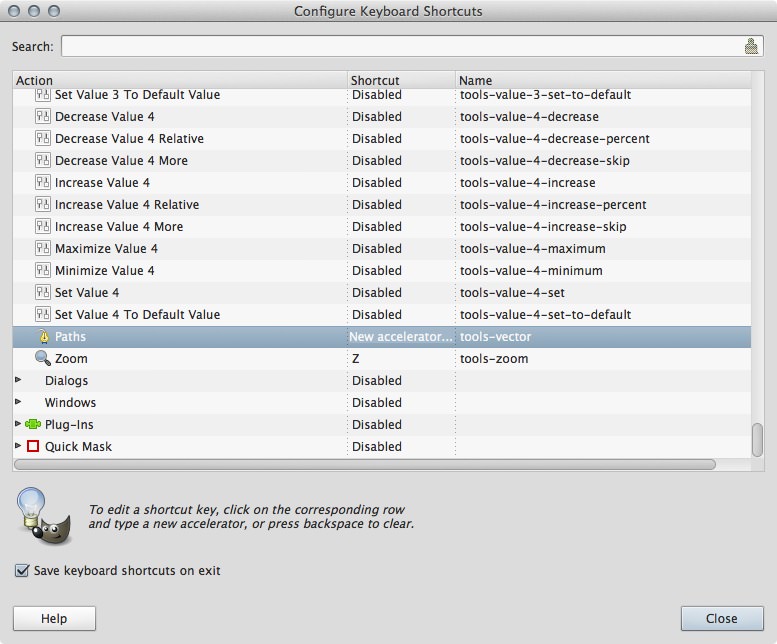 Configure Keyboard Shortcuts
Search:
Action Shortcut Name
Set Value 3 To Default Value Disabled tools-value-3-set-to-default
Decrease Value 4 Disabled tools-value-4-decrease
Decrease Value 4 Relative Disabled tools-value-4-decrease-percent
Decrease Value 4 More Disabled tools-value-4-decrease-skip
Increase Value 4 Disabled tools-value-4-increase
Increase Value 4 Relative Disabled tools-value-4-increase-percent
Increase Value 4 More Disabled tools-value-4-increase-skip
Maximize Value 4 Disabled tools-value-4-maximum
Minimize Value 4 Disabled tools-value-4-minimum
Set Value 4 Disabled tools-value-4-set
Set Value 4 To Default Value Disabled tools-value-4-set-to-default
Paths New accelerator... tools-vector
Zoom Z tools-zoom
Dialogs Disabled
Windows Disabled
Plug-Ins Disabled
Quick Mask Disabled
To edit a shortcut key, click on the corresponding row
and type a new accelerator, or press backspace to clear.
Save keyboard shortcuts on exit
Help Close